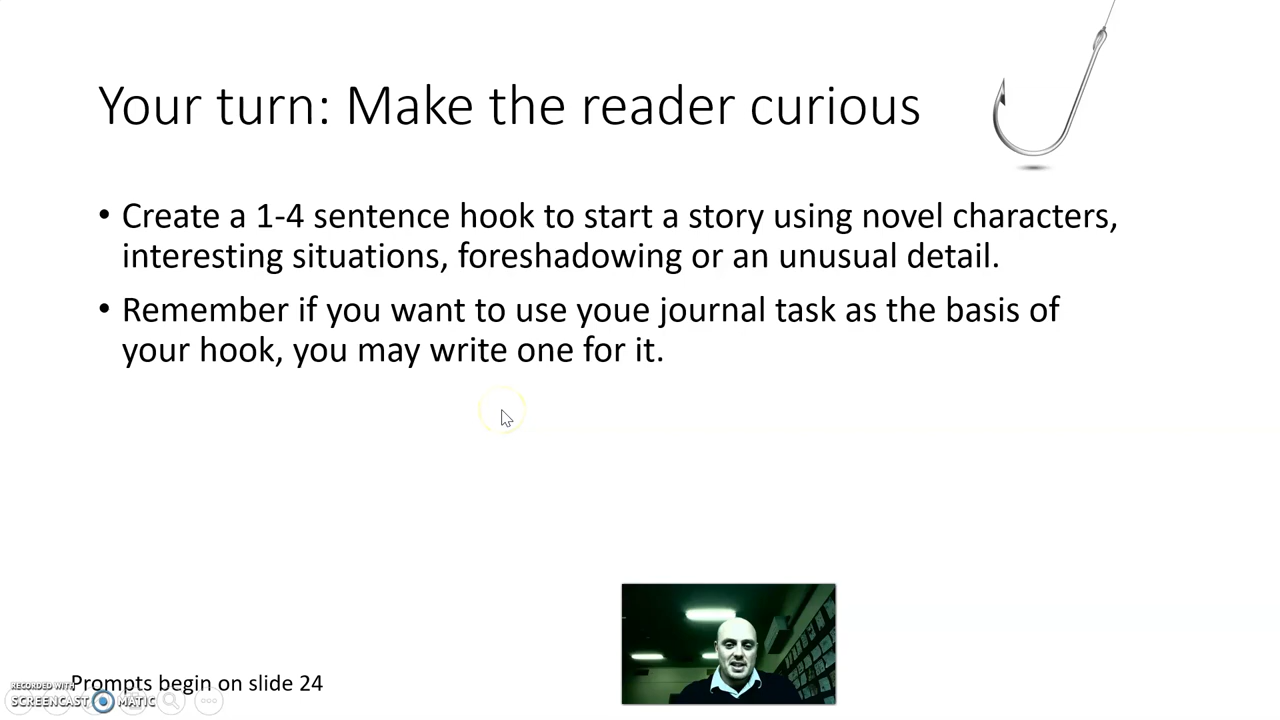 Your turn: Make the reader curious
• Create a 1-4 sentence hook to start a story using novel characters,
interesting situations, foreshadowing or an unusual detail.
• Remember if you want to use youe journal task as the basis of
your hook, you may write one for it.
Prompts begin on slide 24
RECORDED WITH
SCREENCAST MATIC